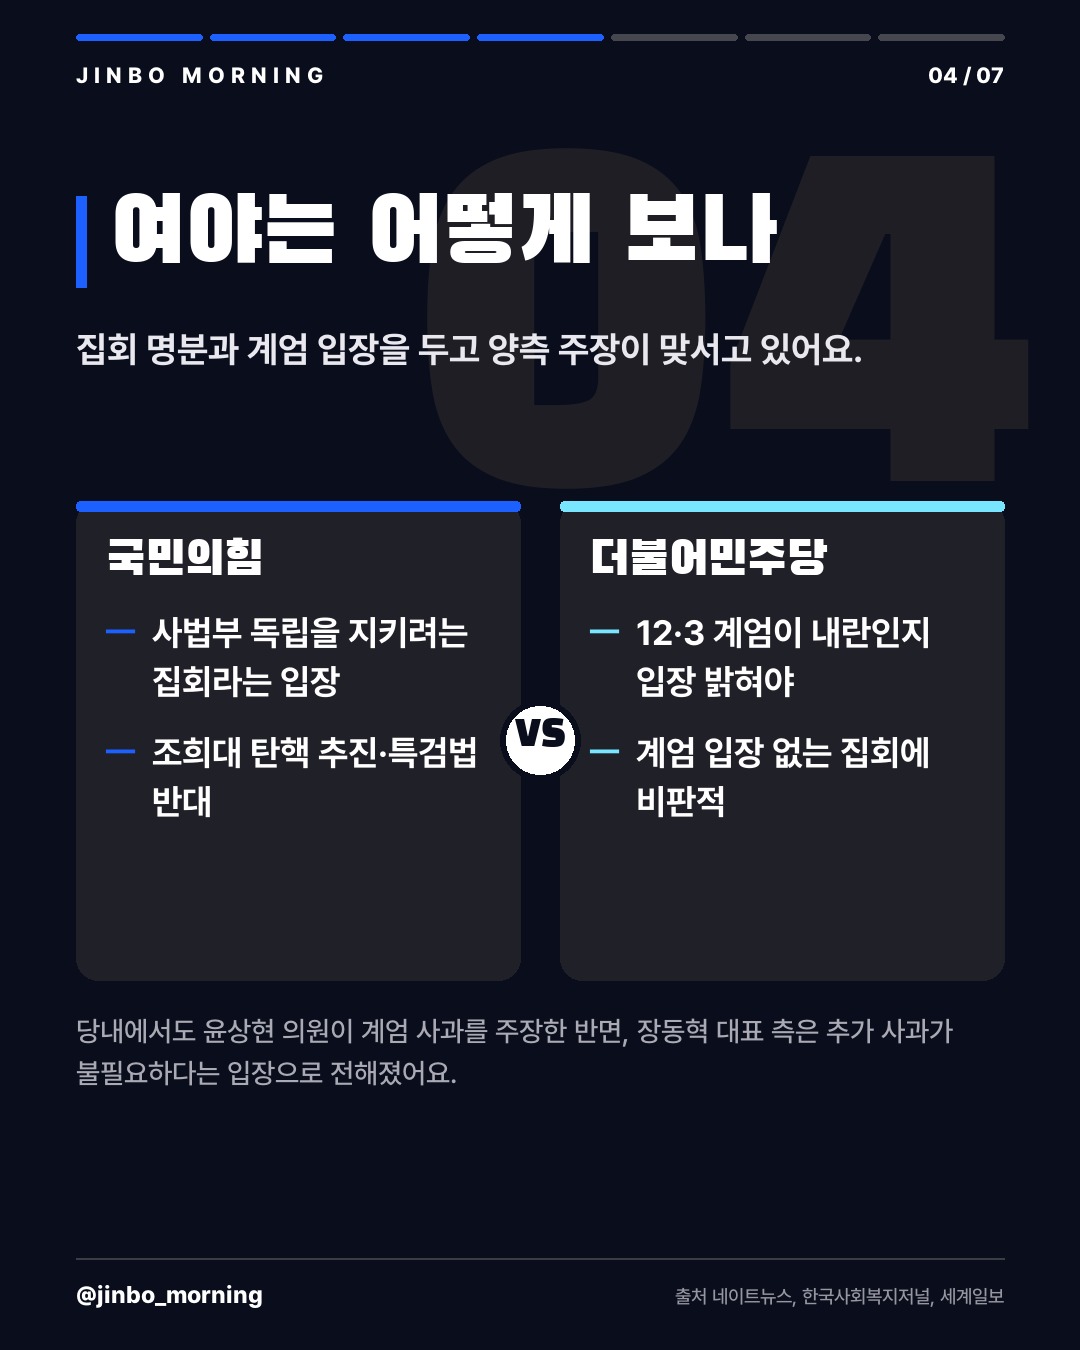 JINBO MORNING
04 / 07
04
여야는 어떻게 보나
집회 명분과 계엄 입장을 두고 양측 주장이 맞서고 있어요.
국민의힘
사법부 독립을 지키려는
집회라는 입장
조희대 탄핵 추진·특검법
반대
VS
더불어민주당
12·3 계엄이 내란인지
입장 밝혀야
계엄 입장 없는 집회에
비판적
당내에서도 윤상현 의원이 계엄 사과를 주장한 반면, 장동혁 대표 측은 추가 사과가
불필요하다는 입장으로 전해졌어요.
@jinbo_morning
출처 네이트뉴스, 한국사회복지저널, 세계일보